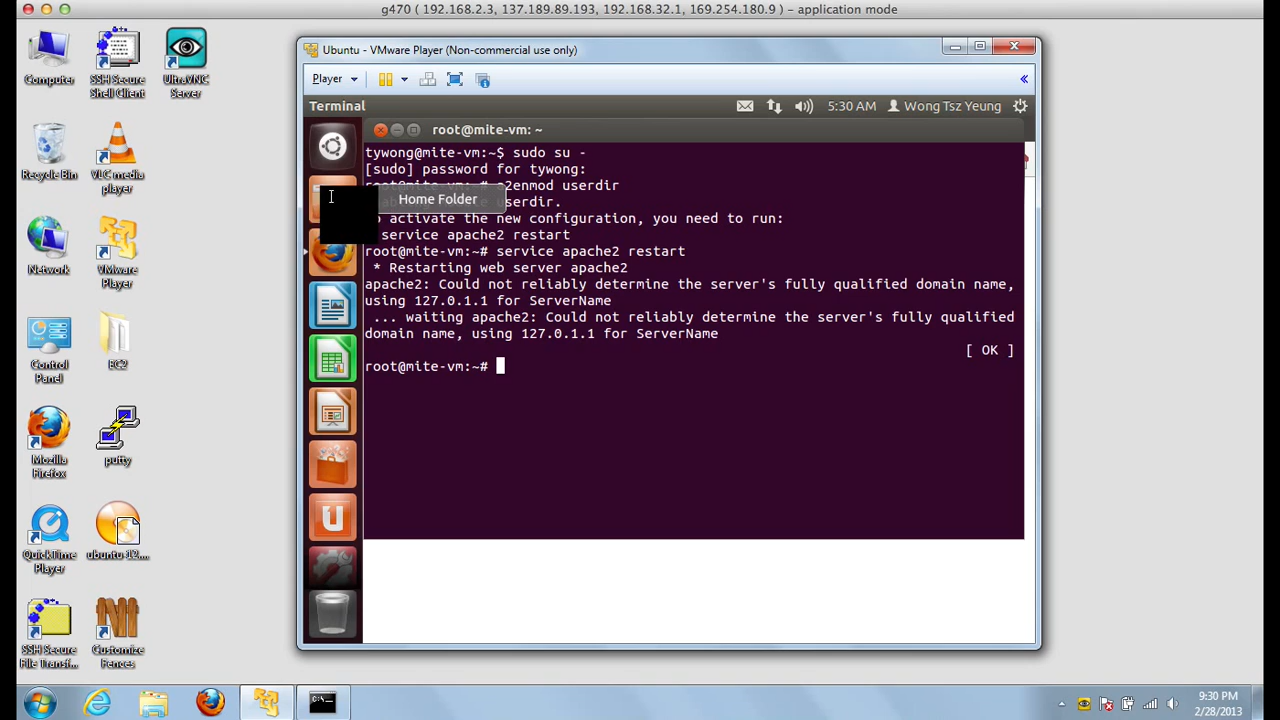 g470 ( 192.168.2.3, 137.189.89.193, 192.168.32.1, 169.254.180.9 ) – application mode
Computer
SSH Secure
Shell Client
UltraVNC
Server
Recycle Bin
VLC media
player
Network
VMware
Player
Control
Panel
EC2
Mozilla
Firefox
putty
QuickTime
Player
ubuntu-12....
SSH Secure
File Transf...
Customize
Fences
Ubuntu - VMware Player (Non-commercial use only)
Player
«
Terminal
5:30 AM
Wong Tsz Yeung
root@mite-vm: ~
tywong@mite-vm:~$ sudo su -
[sudo] password for tywong:
userdir
Home Folder
userdir.
activate the new configuration, you need to run:
service apache2 restart
root@mite-vm:~# service apache2 restart
* Restarting web server apache2
apache2: Could not reliably determine the server's fully qualified domain name,
using 127.0.1.1 for ServerName
... waiting apache2: Could not reliably determine the server's fully qualified
domain name, using 127.0.1.1 for ServerName
[ OK ]
root@mite-vm:~#
C:\_
9:30 PM
2/28/2013